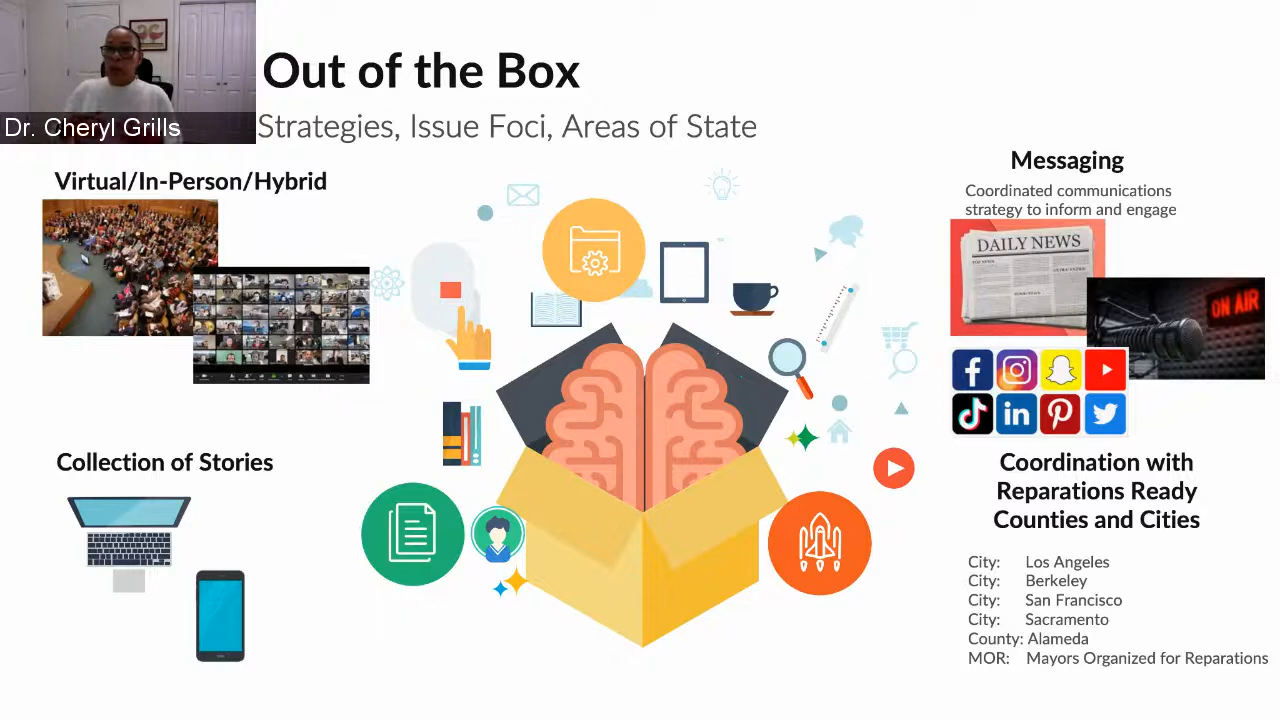 Out of the Box
Dr. Cheryl Grills
Strategies, Issue Foci, Areas of State
Virtual/In-Person/Hybrid
Collection of Stories
Messaging
Coordinated communications
strategy to inform and engage
DAILY NEWS
ON AIR
Coordination with
Reparations Ready
Counties and Cities
City: Los Angeles
City: Berkeley
City: San Francisco
City: Sacramento
County: Alameda
MOR: Mayors Organized for Reparations